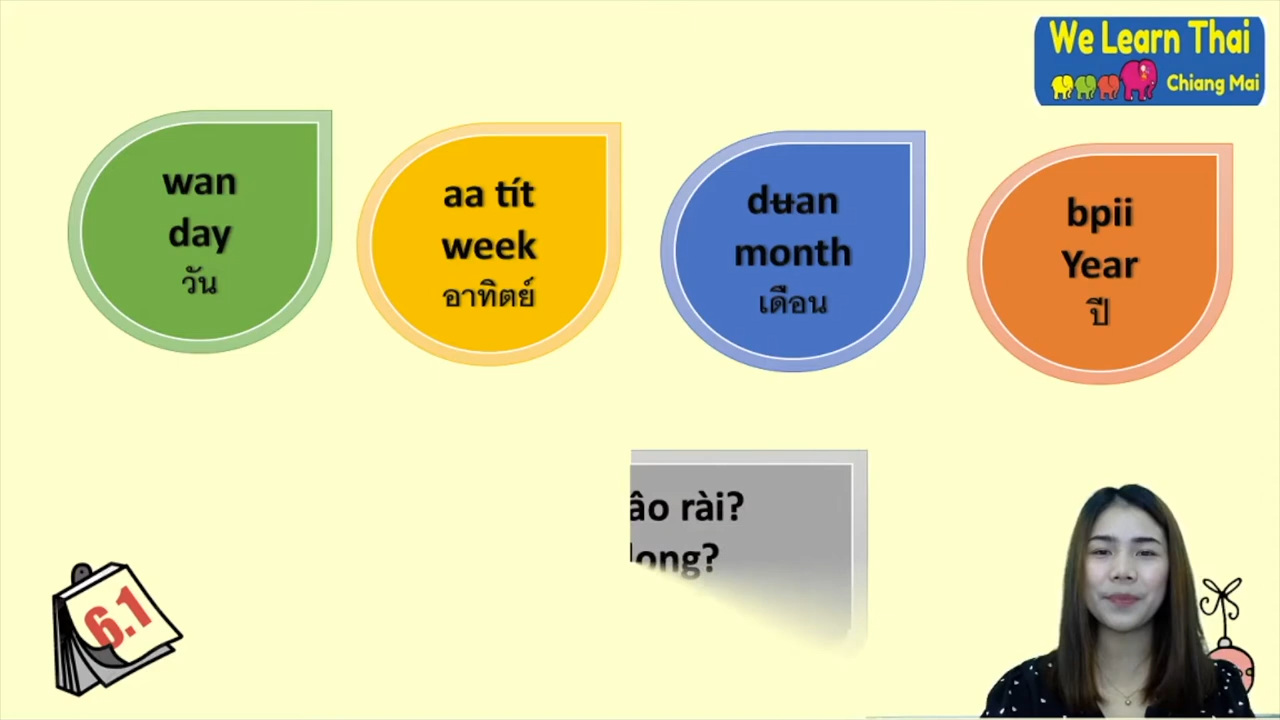 We Learn Thai
Chiang Mai
wan
day
วัน
aa tít
week
อาทิตย์
dʉan
month
เดือน
bpii
Year
ปี
âo rài?
long?
6.1